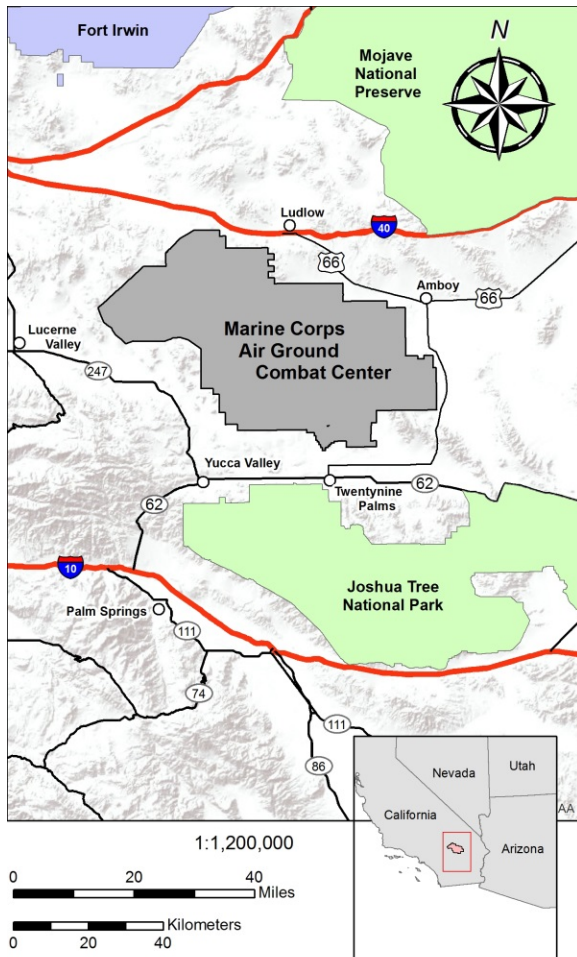 Fort Irwin
N
Mojave
National
Preserve
Ludlow
40
66
Amboy
66
Lucerne
Valley
Marine Corps
Air Ground
Combat Center
247
Yucca Valley
62
Twentynine
Palms
62
10
Joshua Tree
National Park
Palm Springs
111
74
111
86
Nevada
Utah
California
Arizona
AA
1:1,200,000
0 20 40
Miles
Kilometers
0 20 40